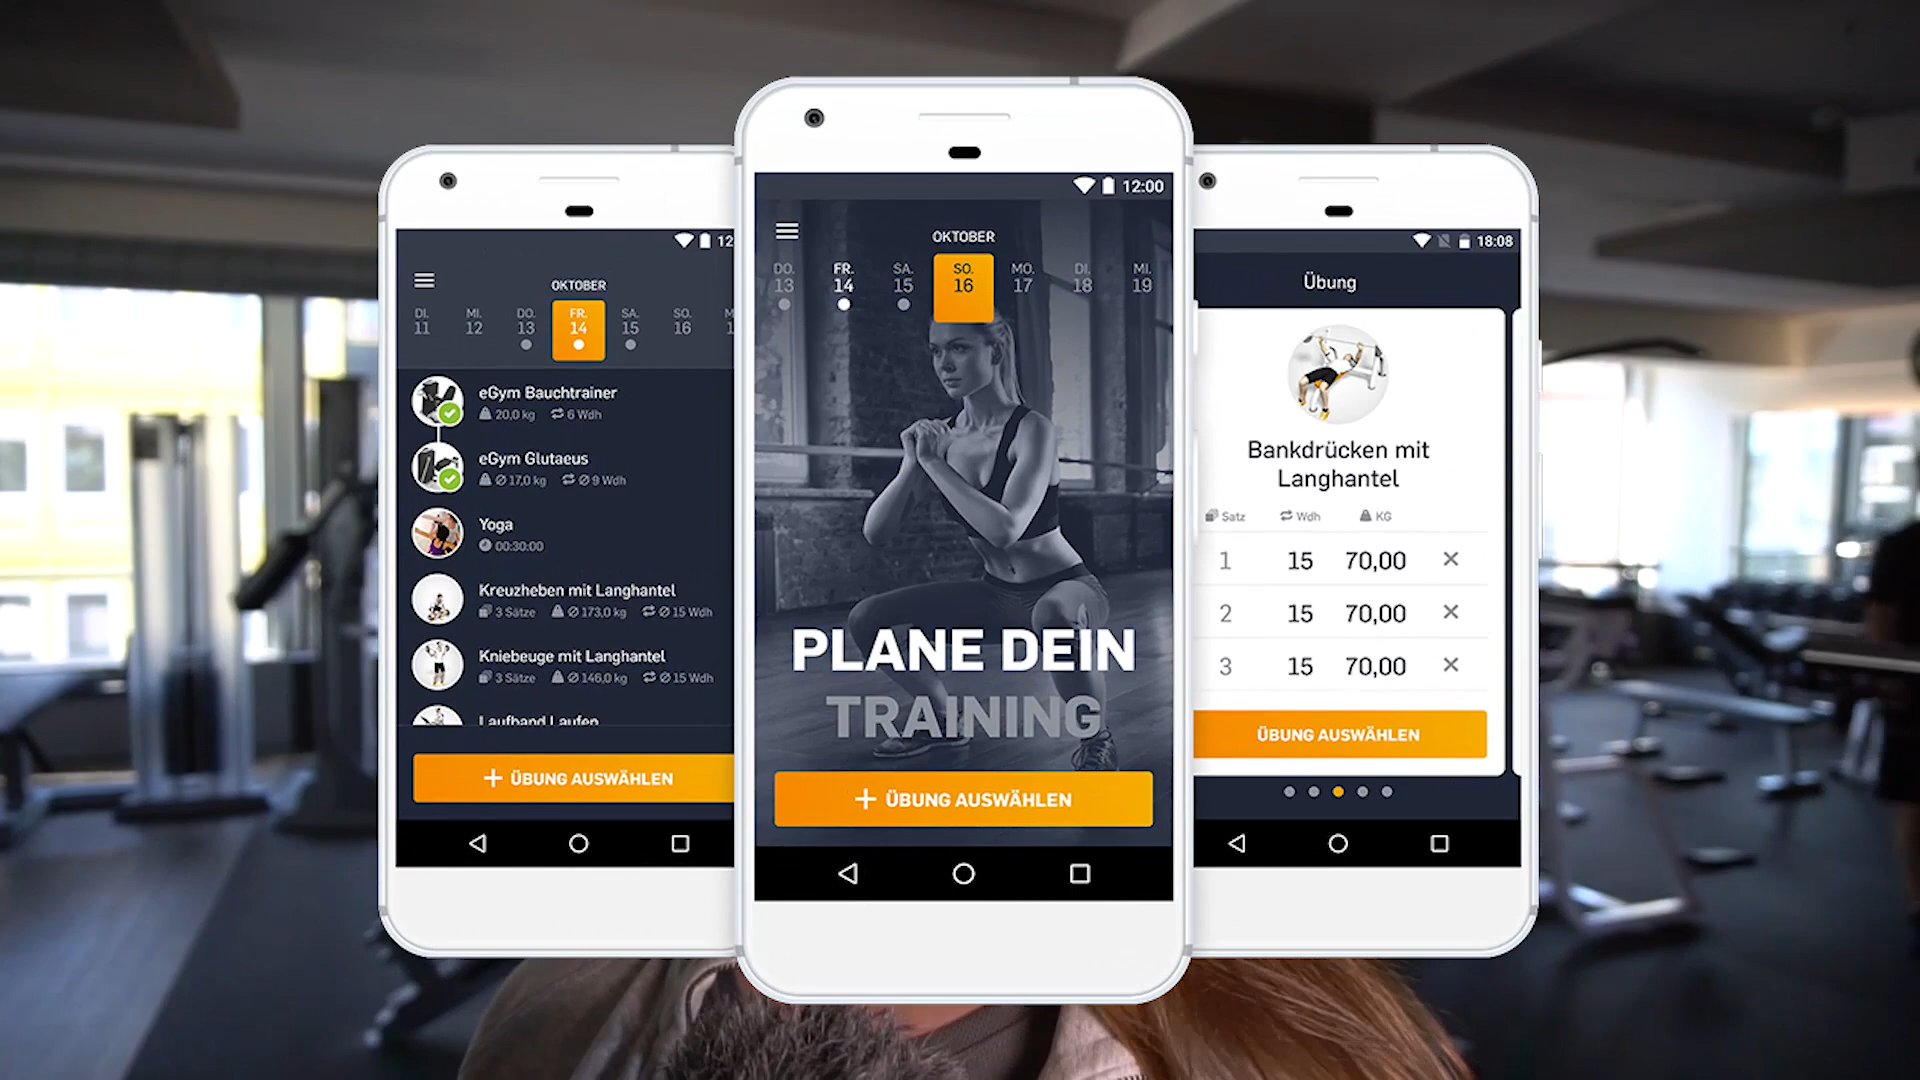 12
OKTOBER
DI. MI. DO. FR. SA. SO. M
11 12 13 14 15 16 1
eGym Bauchtrainer
20,0 kg 6 Wdh
eGym Glutaeus
Ø 17,0 kg Ø 9 Wdh
Yoga
00:30:00
Kreuzheben mit Langhantel
3 Sätze Ø 173,0 kg Ø 15 Wdh
Kniebeuge mit Langhantel
3 Sätze Ø 146,0 kg Ø 15 Wdh
Laufband Laufen
+ ÜBUNG AUSWÄHLEN
12:00
OKTOBER
DO. FR. SA. SO. MO. DI. MI.
13 14 15 16 17 18 19
PLANE DEIN
TRAINING
+ ÜBUNG AUSWÄHLEN
18:08
Übung
Bankdrücken mit
Langhantel
Satz Wdh KG
1 15 70,00 ×
2 15 70,00 ×
3 15 70,00 ×
ÜBUNG AUSWÄHLEN